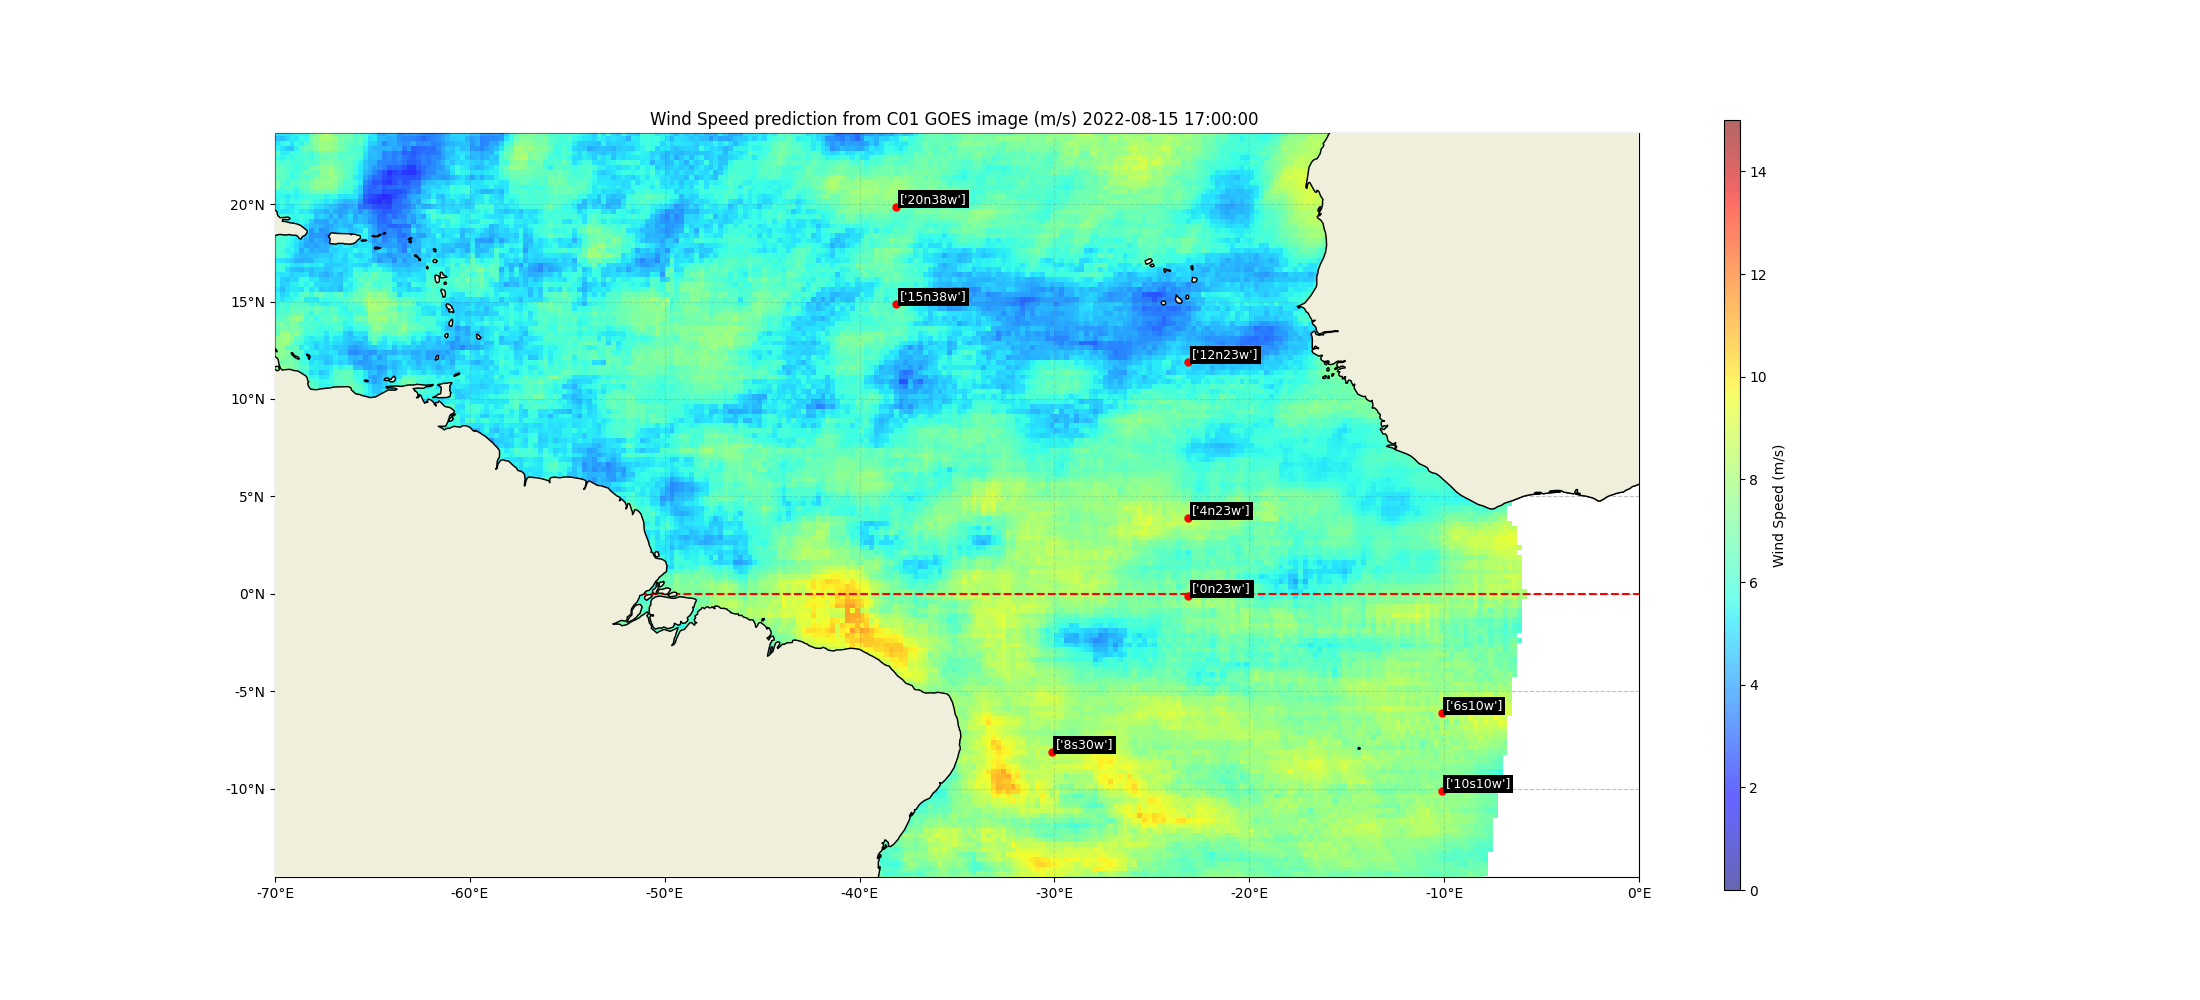 Wind Speed prediction from C01 GOES image (m/s) 2022-08-15 17:00:00
20°N
15°N
10°N
5°N
0°N
-5°N
-10°N
-70°E
-60°E
-50°E
-40°E
-30°E
-20°E
-10°E
0°E
['20n38w']
['15n38w']
['12n23w']
['4n23w']
['0n23w']
['6s10w']
['8s30w']
['10s10w']
14
12
10
8
6
4
2
0
Wind Speed (m/s)